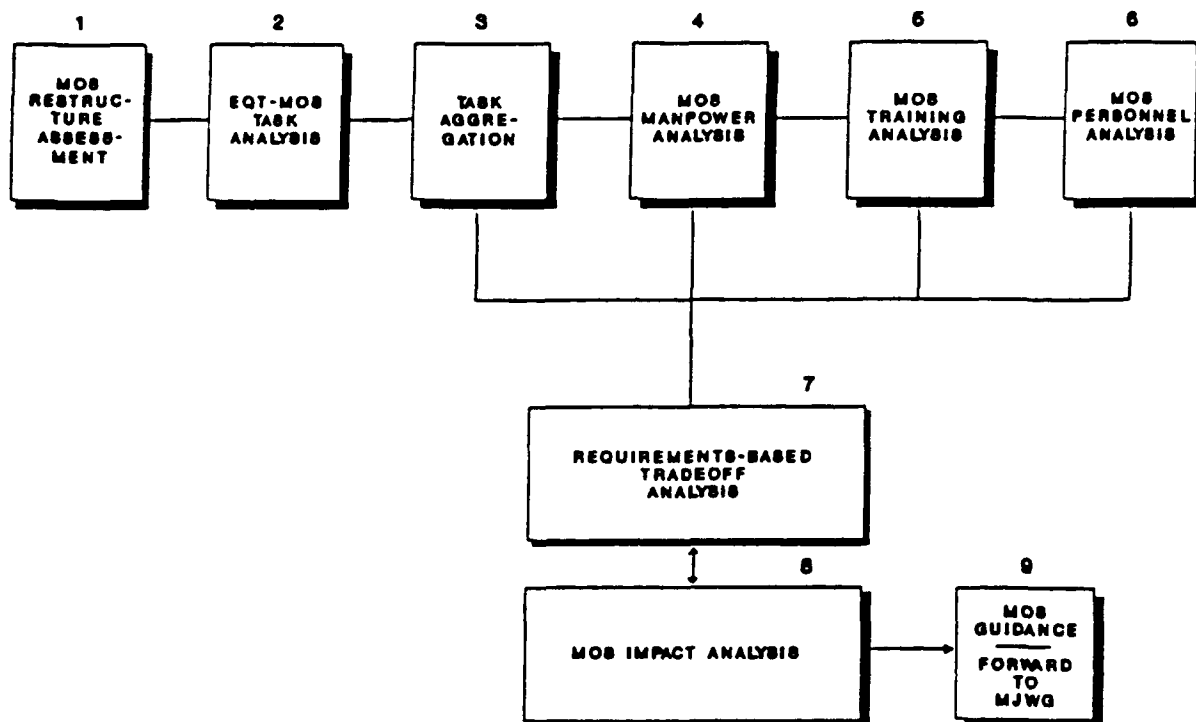 1 2 3 4 5 6
MOS
RESTRUC-
TURE
ASSESS-
MENT
EQT-MOS
TASK
ANALYSIS
TASK
AGGRE-
GATION
MOS
MANPOWER
ANALYSIS
MOS
TRAINING
ANALYSIS
MOS
PERSONNEL
ANALYSIS
7
REQUIREMENTS-BASED
TRADEOFF
ANALYSIS
8
MOS IMPACT ANALYSIS
9
MOS
GUIDANCE
FORWARD
TO
MJWG